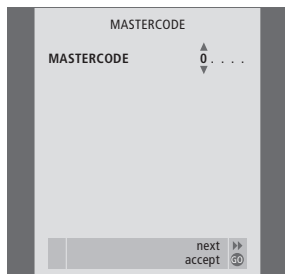 MASTERCODE
MASTERCODE 0 . . . .
next
accept GO